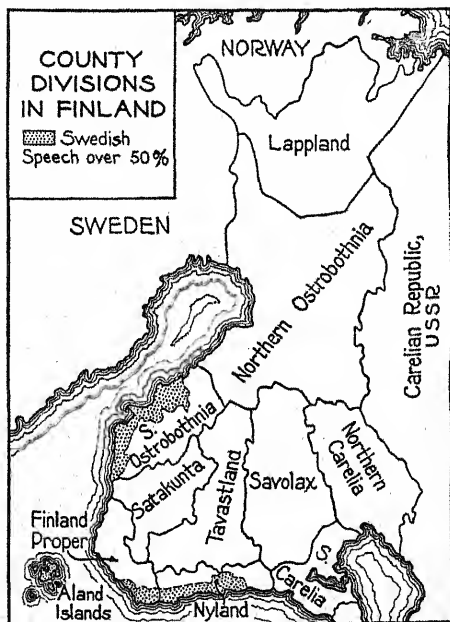 COUNTY
DIVISIONS
IN FINLAND
Swedish
Speech over 50%
NORWAY
Lappland
SWEDEN
Northern Ostrobothnia
Carelian Republic,
USSR
S.
Ostrobothnia
Satakunta
Tavastland
Savolax
Northern
Carelia
Finland
Proper
S.
Carelia
Aland
Islands
Nyland